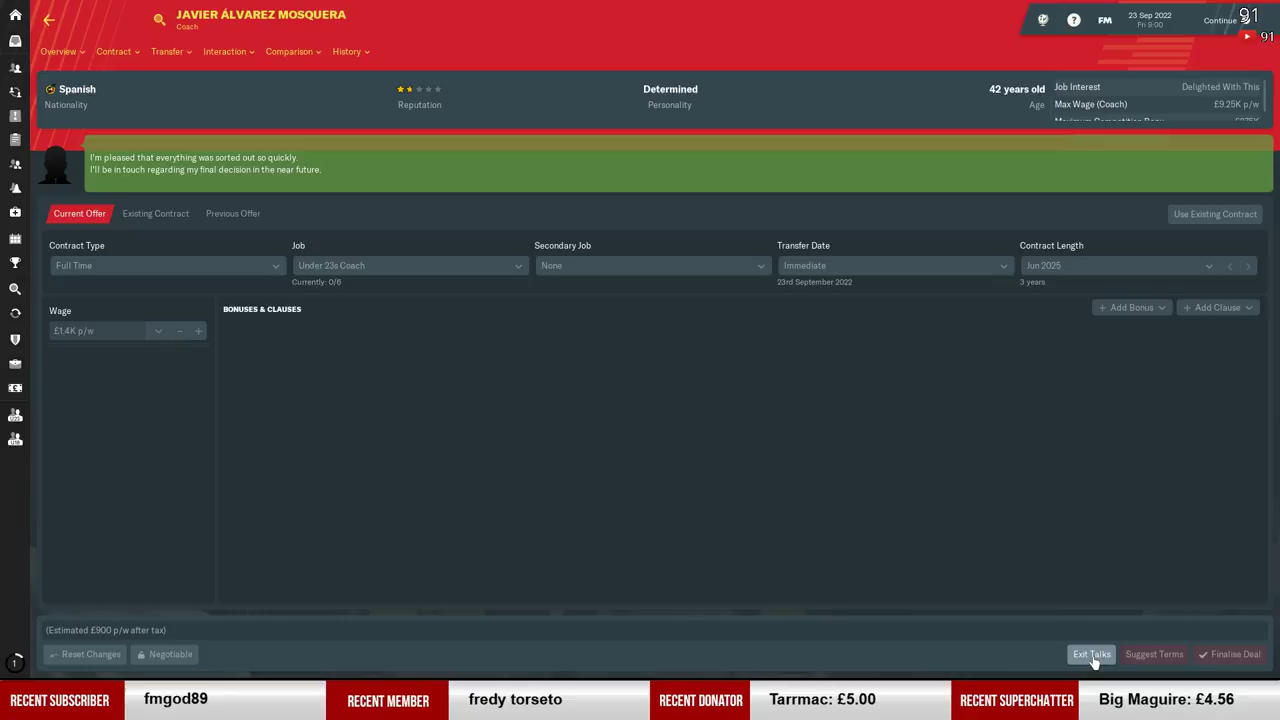 JAVIER ÁLVAREZ MOSQUERA
Coach
23 Sep 2022
Fri 9:00
FM
?
Continue
91
91
Overview
Contract
Transfer
Interaction
Comparison
History
Spanish
Nationality
Reputation
Determined
Personality
42 years old
Age
Job Interest Delighted With This
Max Wage (Coach) £9.25K p/w
I'm pleased that everything was sorted out so quickly.
I'll be in touch regarding my final decision in the near future.
Current Offer
Existing Contract
Previous Offer
Use Existing Contract
Contract Type
Full Time
Job
Under 23s Coach
Currently: 0/6
Secondary Job
None
Transfer Date
Immediate
23rd September 2022
Contract Length
Jun 2025
3 years
Wage
£1.4K p/w
BONUSES & CLAUSES
Add Bonus
Add Clause
(Estimated £900 p/w after tax)
Reset Changes
Negotiable
Exit Talks
Suggest Terms
Finalise Deal
1
RECENT SUBSCRIBER
fmgod89
RECENT MEMBER
fredy torseto
RECENT DONATOR
Tarrmac: £5.00
RECENT SUPERCHATTER
Big Maguire: £4.56